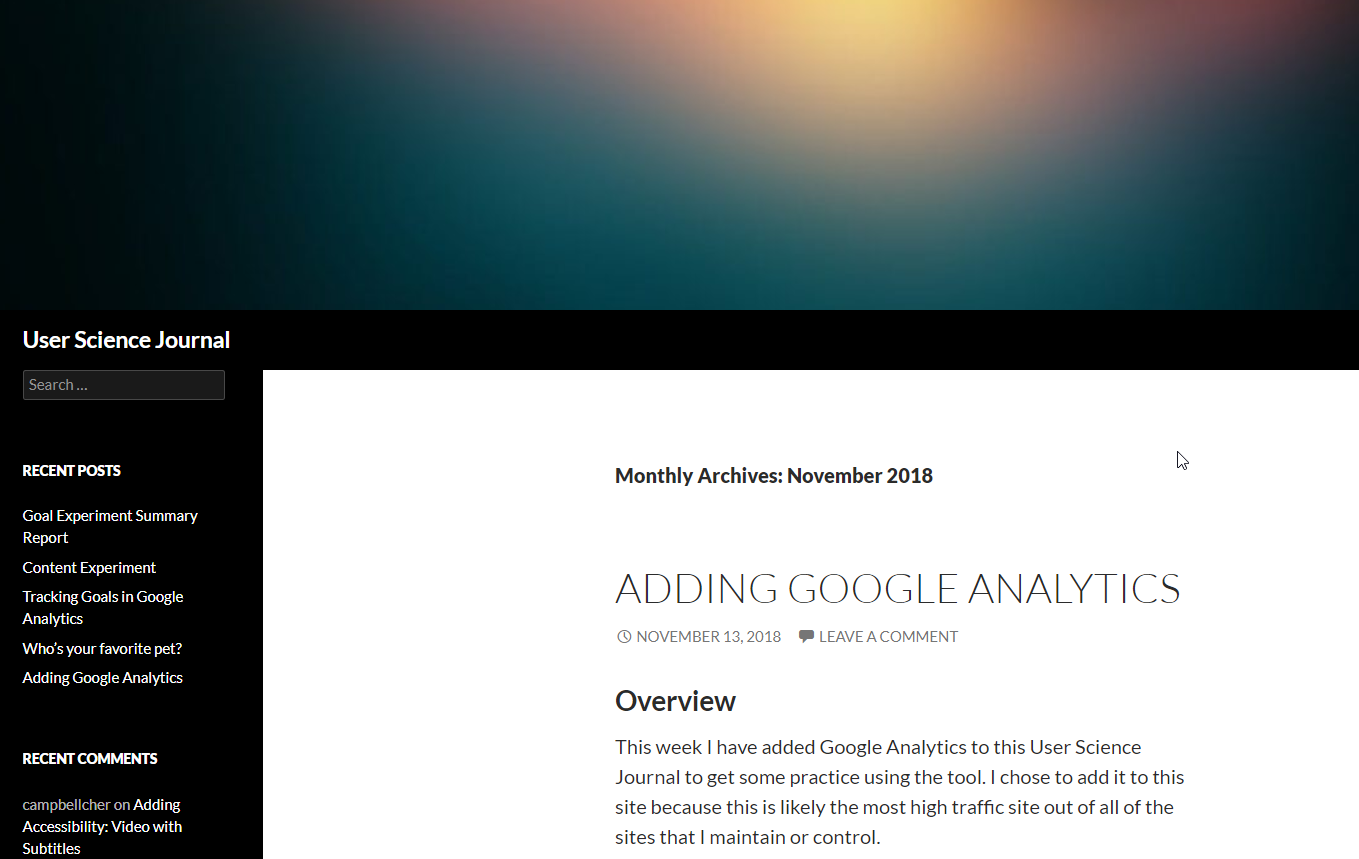 User Science Journal
Search ...
RECENT POSTS
Goal Experiment Summary
Report
Content Experiment
Tracking Goals in Google
Analytics
Who's your favorite pet?
Adding Google Analytics
RECENT COMMENTS
campbellcher on Adding
Accessibility: Video with
Subtitles
Monthly Archives: November 2018
ADDING GOOGLE ANALYTICS
NOVEMBER 13, 2018 LEAVE A COMMENT
Overview
This week I have added Google Analytics to this User Science
Journal to get some practice using the tool. I chose to add it to this
site because this is likely the most high traffic site out of all of the
sites that I maintain or control.